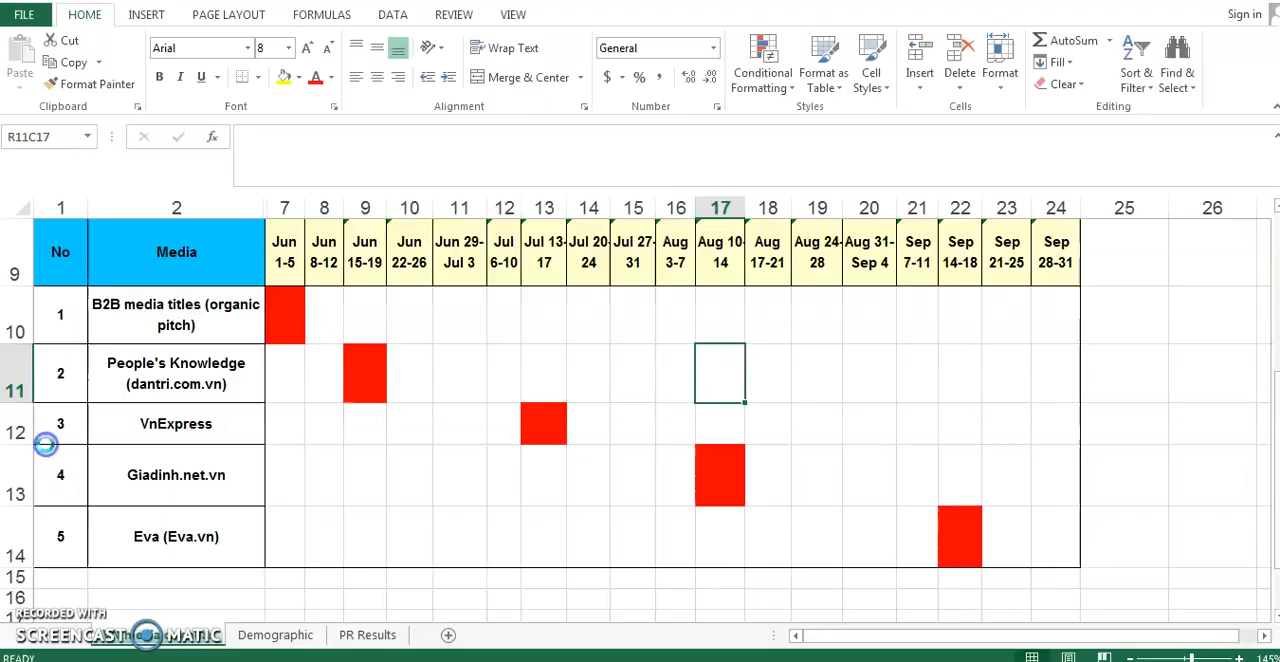 FILE HOME INSERT PAGE LAYOUT FORMULAS DATA REVIEW VIEW Sign in
Paste
Cut
Copy
Format Painter
Clipboard
Arial 8
B I U
Font
Wrap Text
Merge & Center
Alignment
General
$ %
Number
Conditional Formatting
Format as Table
Cell Styles
Styles
Insert Delete Format
Cells
AutoSum
Fill
Clear
Sort & Filter
Find & Select
Editing
R11C17 fx
1 2 7 8 9 10 11 12 13 14 15 16 17 18 19 20 21 22 23 24 25 26
9 No Media
Jun 1-5
Jun 8-12
Jun 15-19
Jun 22-26
Jun 29-Jul 3
Jul 6-10
Jul 13-17
Jul 20-24
Jul 27-31
Aug 3-7
Aug 10-14
Aug 17-21
Aug 24-28
Aug 31-Sep 4
Sep 7-11
Sep 14-18
Sep 21-25
Sep 28-31
10 1 B2B media titles (organic
pitch)
11 2 People's Knowledge
(dantri.com.vn)
12 3 VnExpress
13 4 Giadinh.net.vn
14 5 Eva (Eva.vn)
15
16
17
RECORDED WITH
SCREENCAST MATIC
Demographic PR Results
READY 145%